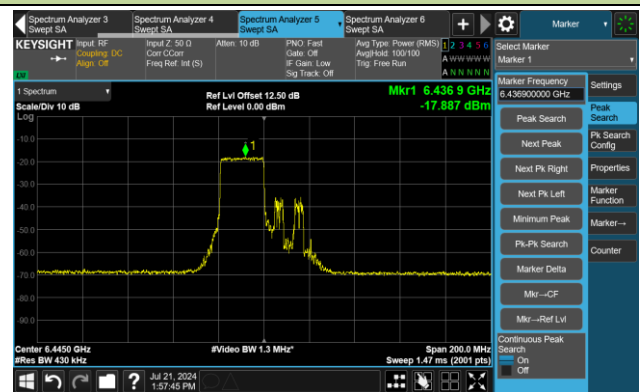 Spectrum Analyzer 3
Swept SA
Spectrum Analyzer 4
Swept SA
Spectrum Analyzer 5
Swept SA
Spectrum Analyzer 6
Swept SA
+
Marker
KEYSIGHT
Input: RF
Coupling: DC
Align: Off
Input Z: 50 Ω
Corr CCorr
Freq Ref: Int (S)
Atten: 10 dB
PNO: Fast
Gate: Off
IF Gain: Low
Sig Track: Off
Avg Type: Power (RMS)
Avg|Hold: 100/100
Trig: Free Run
1 2 3 4 5 6
A W W W W W
A N N N N N
1 Spectrum
Scale/Div 10 dB
Log
Ref Lvl Offset 12.50 dB
Ref Level 0.00 dBm
Mkr1 6.436 9 GHz
-17.887 dBm
1
-10.0
-20.0
-30.0
-40.0
-50.0
-60.0
-70.0
-80.0
-90.0
Center 6.4450 GHz
#Res BW 430 kHz
#Video BW 1.3 MHz*
Span 200.0 MHz
Sweep 1.47 ms (2001 pts)
Select Marker
Marker 1
Marker Frequency
6.436900000 GHz
Peak Search
Next Peak
Next Pk Right
Next Pk Left
Minimum Peak
Pk-Pk Search
Marker Delta
Mkr→CF
Mkr→Ref Lvl
Continuous Peak
Search
On
Off
Settings
Peak
Search
Pk Search
Config
Properties
Marker
Function
Marker→
Counter
?
Jul 21, 2024
1:57:45 PM